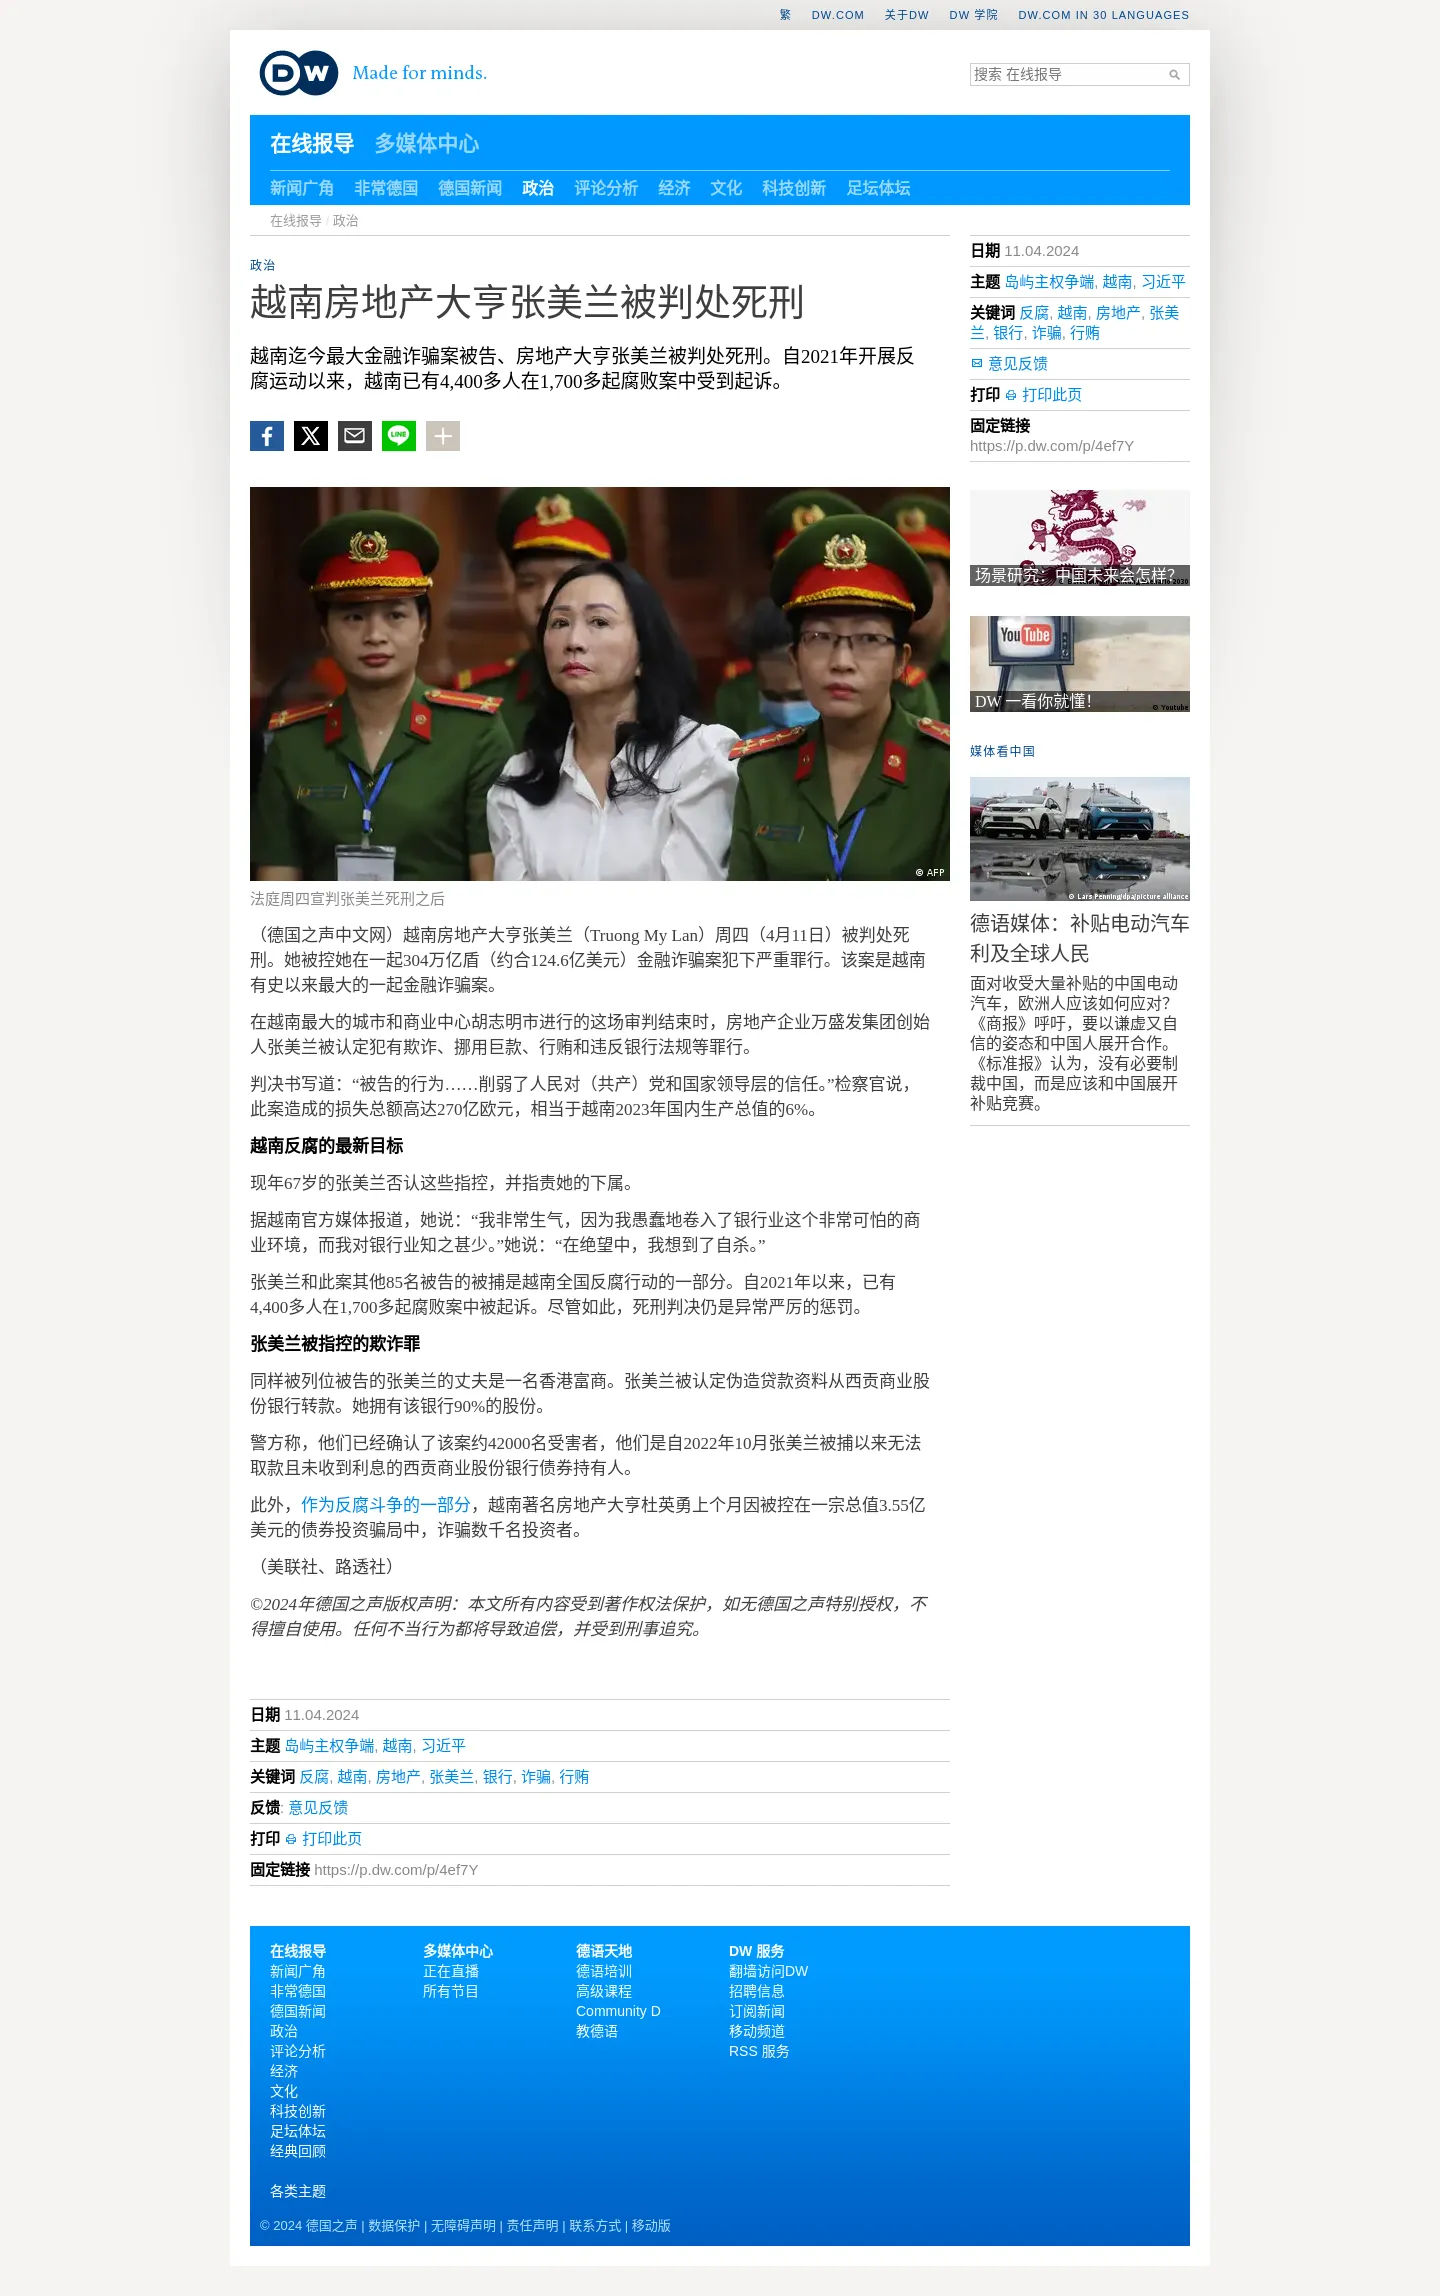 繁 DW.COM 关于DW DW 学院 DW.COM IN 30 LANGUAGES
DW Made for minds.
搜索 在线报导
在线报导 多媒体中心
新闻广角 非常德国 德国新闻 政治 评论分析 经济 文化 科技创新 足坛体坛
在线报导 / 政治
政治
越南房地产大亨张美兰被判处死刑
越南迄今最大金融诈骗案被告、房地产大亨张美兰被判处死刑。自2021年开展反
腐运动以来，越南已有4,400多人在1,700多起腐败案中受到起诉。
LINE
© AFP
法庭周四宣判张美兰死刑之后
（德国之声中文网）越南房地产大亨张美兰（Truong My Lan）周四（4月11日）被判处死
刑。她被控她在一起304万亿盾（约合124.6亿美元）金融诈骗案犯下严重罪行。该案是越南
有史以来最大的一起金融诈骗案。
在越南最大的城市和商业中心胡志明市进行的这场审判结束时，房地产企业万盛发集团创始
人张美兰被认定犯有欺诈、挪用巨款、行贿和违反银行法规等罪行。
判决书写道：“被告的行为……削弱了人民对（共产）党和国家领导层的信任。”检察官说，
此案造成的损失总额高达270亿欧元，相当于越南2023年国内生产总值的6%。
越南反腐的最新目标
现年67岁的张美兰否认这些指控，并指责她的下属。
据越南官方媒体报道，她说：“我非常生气，因为我愚蠢地卷入了银行业这个非常可怕的商
业环境，而我对银行业知之甚少。”她说：“在绝望中，我想到了自杀。”
张美兰和此案其他85名被告的被捕是越南全国反腐行动的一部分。自2021年以来，已有
4,400多人在1,700多起腐败案中被起诉。尽管如此，死刑判决仍是异常严厉的惩罚。
张美兰被指控的欺诈罪
同样被列位被告的张美兰的丈夫是一名香港富商。张美兰被认定伪造贷款资料从西贡商业股
份银行转款。她拥有该银行90%的股份。
警方称，他们已经确认了该案约42000名受害者，他们是自2022年10月张美兰被捕以来无法
取款且未收到利息的西贡商业股份银行债券持有人。
此外，作为反腐斗争的一部分，越南著名房地产大亨杜英勇上个月因被控在一宗总值3.55亿
美元的债券投资骗局中，诈骗数千名投资者。
（美联社、路透社）
©2024年德国之声版权声明：本文所有内容受到著作权法保护，如无德国之声特别授权，不
得擅自使用。任何不当行为都将导致追偿，并受到刑事追究。
日期 11.04.2024
主题 岛屿主权争端, 越南, 习近平
关键词 反腐, 越南, 房地产, 张美兰, 银行, 诈骗, 行贿
反馈: 意见反馈
打印 打印此页
固定链接 https://p.dw.com/p/4ef7Y
日期 11.04.2024
主题 岛屿主权争端, 越南, 习近平
关键词 反腐, 越南, 房地产, 张美
兰, 银行, 诈骗, 行贿
意见反馈
打印 打印此页
固定链接
https://p.dw.com/p/4ef7Y
场景研究：中国未来会怎样？
YouTube
DW 一看你就懂！
© Youtube
媒体看中国
© Lars Penning/dpa/picture alliance
德语媒体：补贴电动汽车
利及全球人民
面对收受大量补贴的中国电动
汽车，欧洲人应该如何应对？
《商报》呼吁，要以谦虚又自
信的姿态和中国人展开合作。
《标准报》认为，没有必要制
裁中国，而是应该和中国展开
补贴竞赛。
在线报导
新闻广角
非常德国
德国新闻
政治
评论分析
经济
文化
科技创新
足坛体坛
经典回顾
各类主题
多媒体中心
正在直播
所有节目
德语天地
德语培训
高级课程
Community D
教德语
DW 服务
翻墙访问DW
招聘信息
订阅新闻
移动频道
RSS 服务
© 2024 德国之声 | 数据保护 | 无障碍声明 | 责任声明 | 联系方式 | 移动版